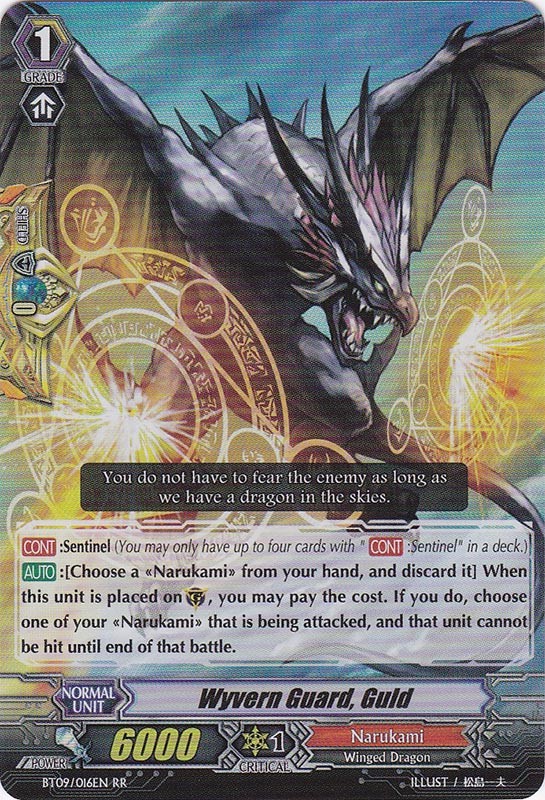 1
GRADE
SHIELD
0
You do not have to fear the enemy as long as
we have a dragon in the skies.
CONT :Sentinel (You may only have up to four cards with " CONT :Sentinel" in a deck.)
AUTO :[Choose a «Narukami» from your hand, and discard it] When
this unit is placed on , you may pay the cost. If you do, choose
one of your «Narukami» that is being attacked, and that unit cannot
be hit until end of that battle.
NORMAL
UNIT
Wyvern Guard, Guld
POWER
6000
1
CRITICAL
Narukami
Winged Dragon
BT09/016EN RR
ILLUST / 松島一夫